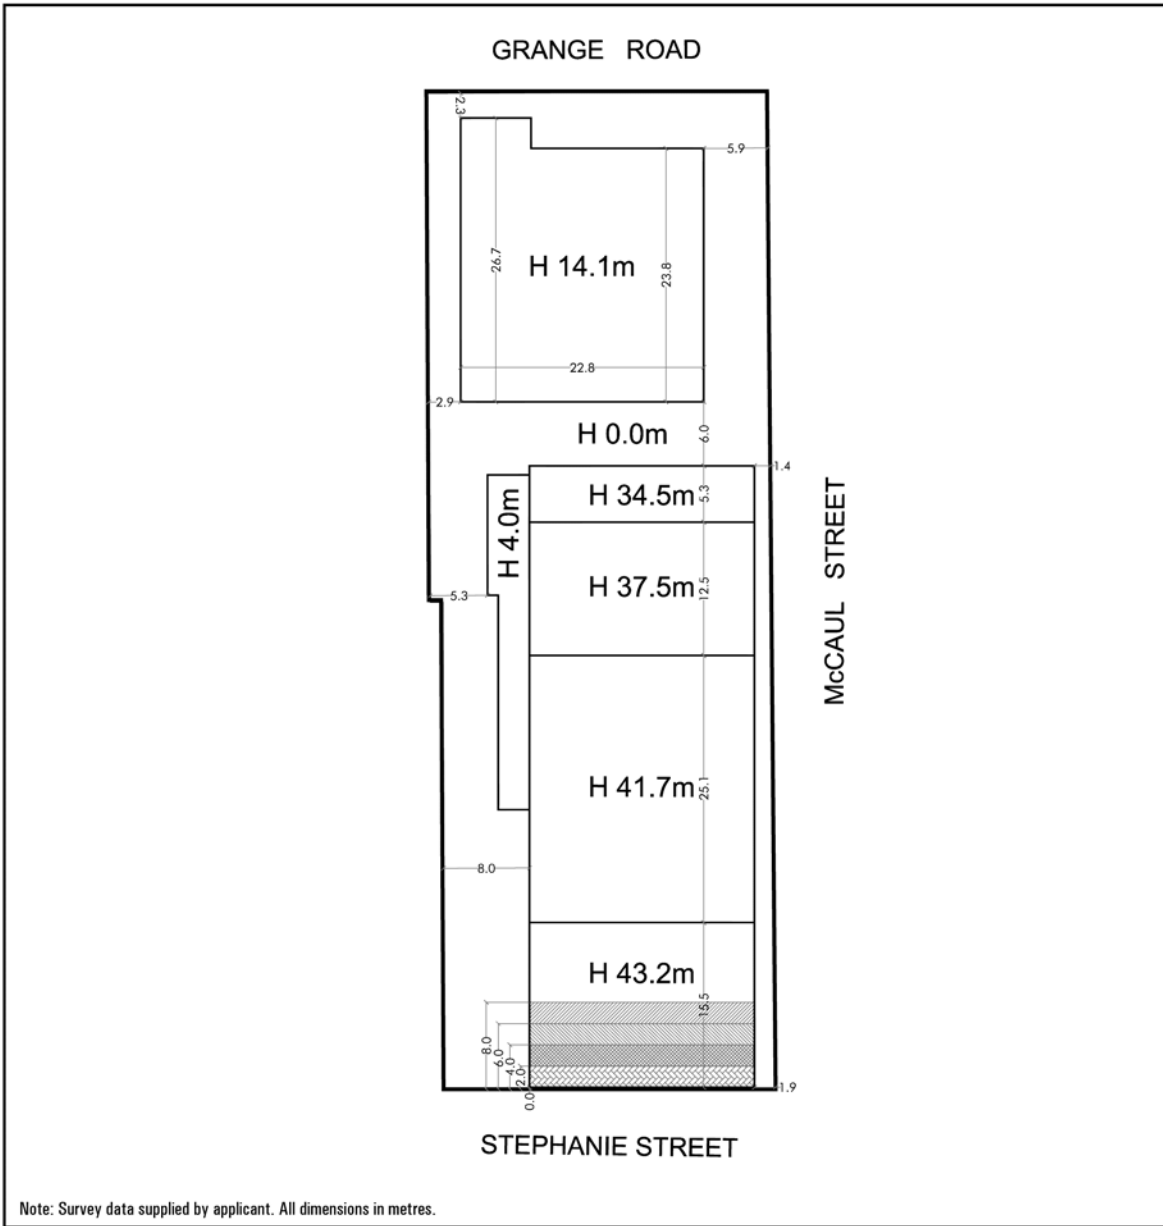 GRANGE ROAD
2.3
5.9
26.7
H 14.1m
23.8
22.8
2.9
H 0.0m
6.0
1.4
H 4.0m
H 34.5m
5.3
McCAUL STREET
H 37.5m
12.5
5.3
H 41.7m
25.1
8.0
H 43.2m
15.5
8.0
6.0
4.0
2.0
0.0
1.9
STEPHANIE STREET
Note: Survey data supplied by applicant. All dimensions in metres.